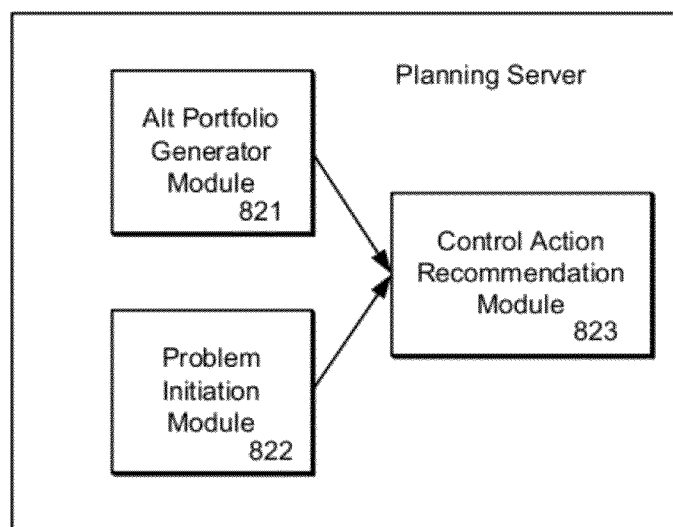 Planning Server
Alt Portfolio
Generator
Module
821
Control Action
Recommendation
Module
823
Problem
Initiation
Module
822